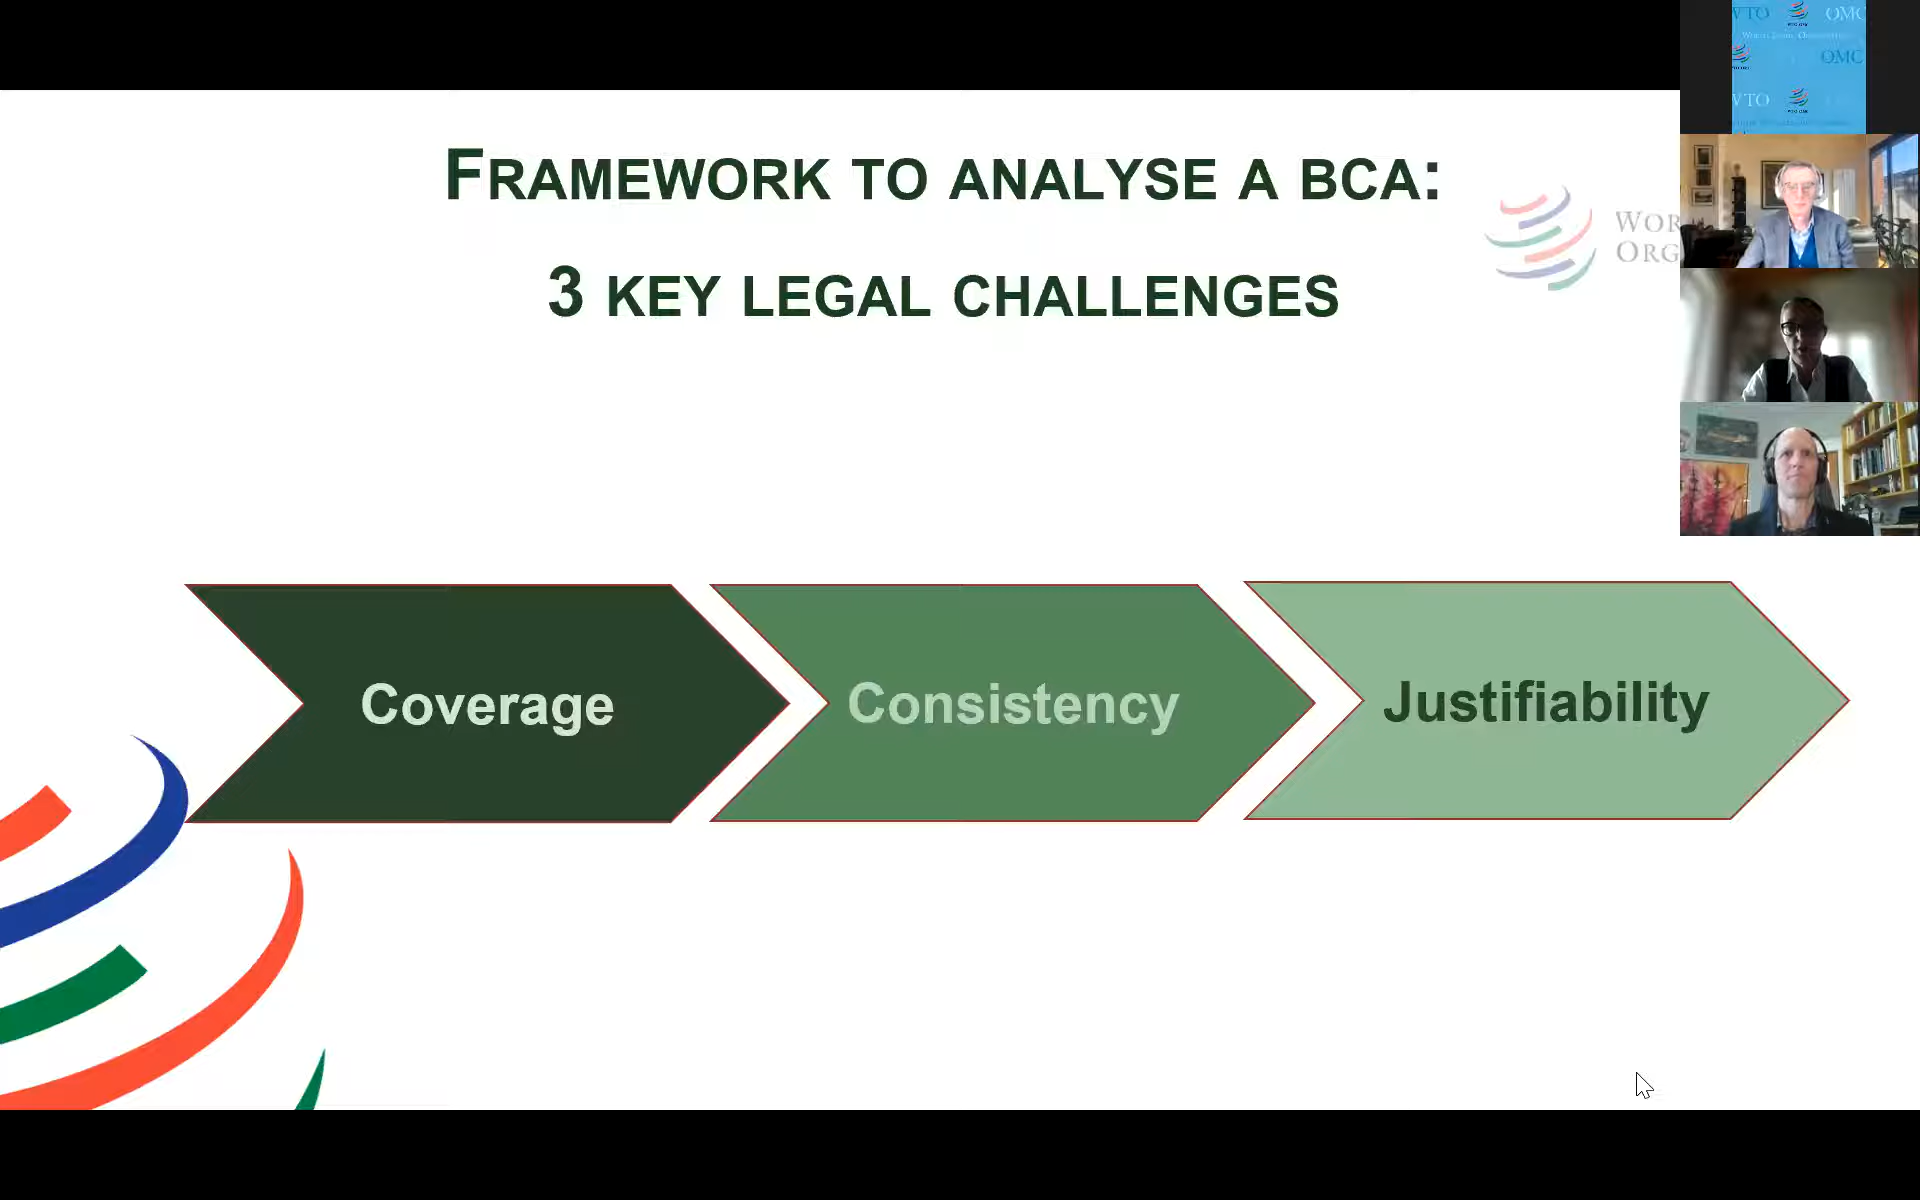 FRAMEWORK TO ANALYSE A BCA:
3 KEY LEGAL CHALLENGES
WOR
ORG
Coverage
Consistency
Justifiability
VTO OMC
OMC
VTO